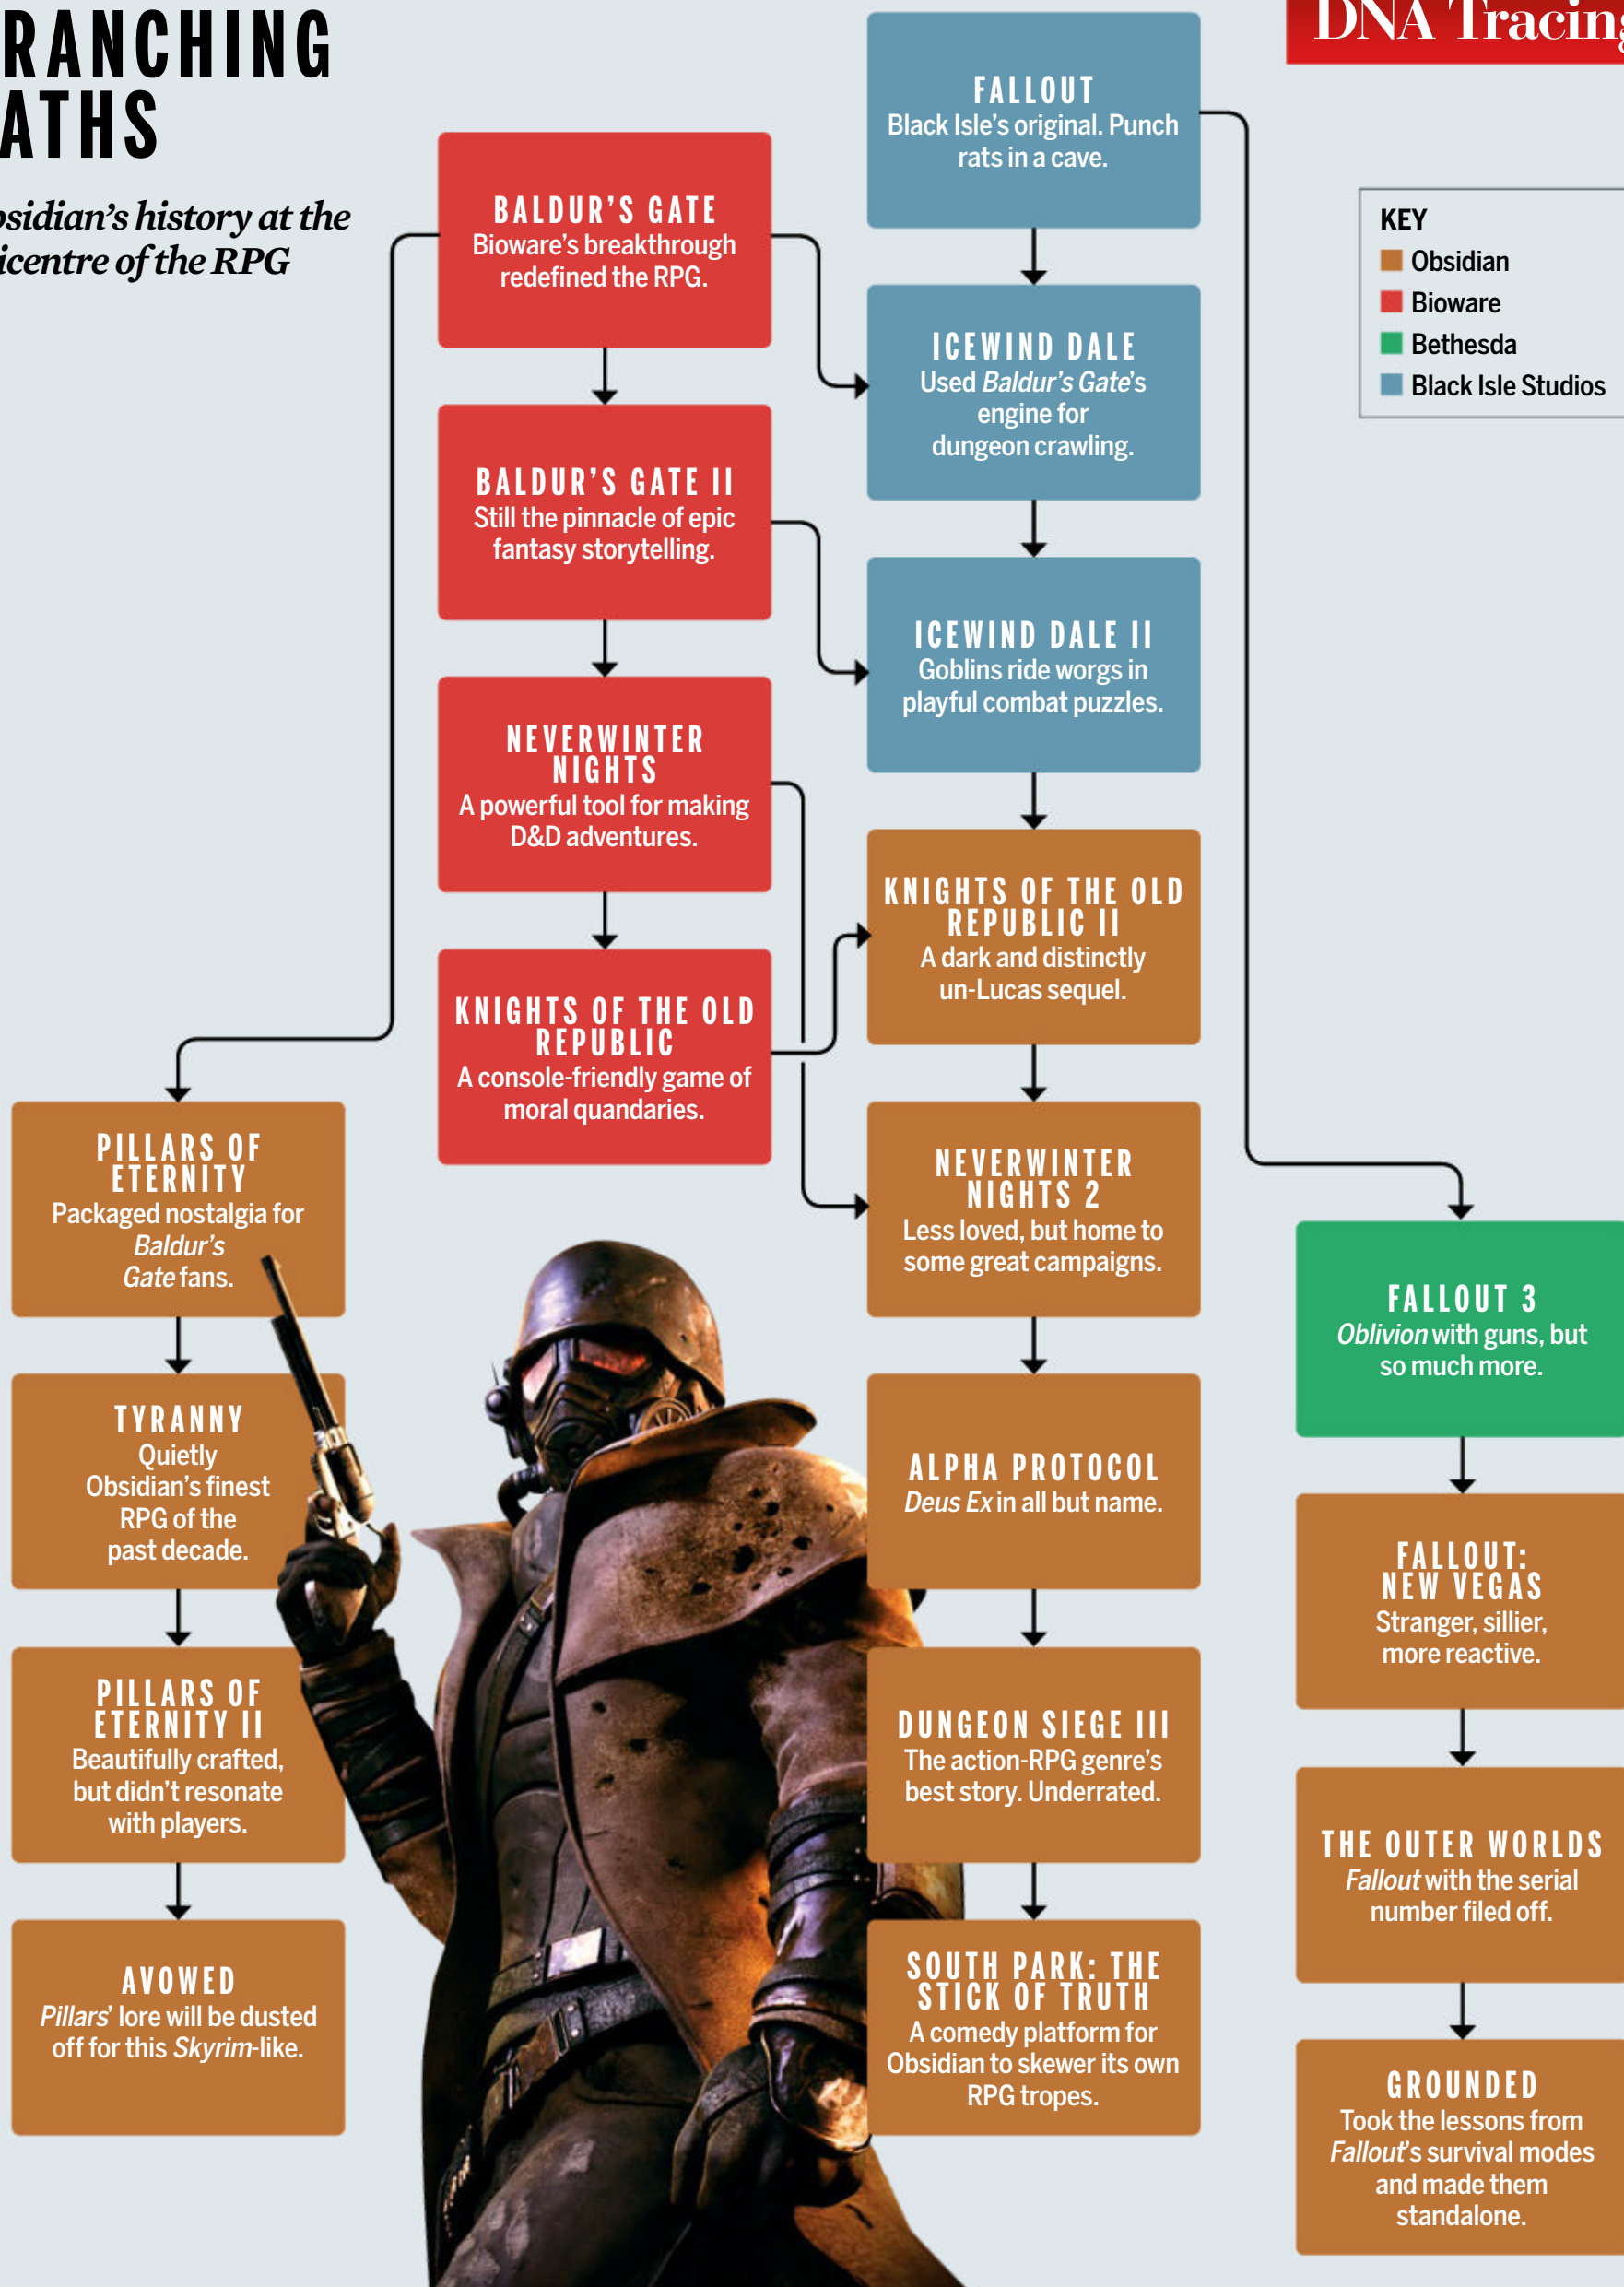 RANCHING
ATHS
bsidian's history at the
icentre of the RPG
DNA Tracing
KEY
Obsidian
Bioware
Bethesda
Black Isle Studios
FALLOUT
Black Isle's original. Punch
rats in a cave.
BALDUR'S GATE
Bioware's breakthrough
redefined the RPG.
ICEWIND DALE
Used Baldur's Gate's
engine for
dungeon crawling.
BALDUR'S GATE II
Still the pinnacle of epic
fantasy storytelling.
ICEWIND DALE II
Goblins ride worgs in
playful combat puzzles.
NEVERWINTER
NIGHTS
A powerful tool for making
D&D adventures.
KNIGHTS OF THE OLD
REPUBLIC II
A dark and distinctly
un-Lucas sequel.
KNIGHTS OF THE OLD
REPUBLIC
A console-friendly game of
moral quandaries.
PILLARS OF
ETERNITY
Packaged nostalgia for
Baldur's
Gate fans.
NEVERWINTER
NIGHTS 2
Less loved, but home to
some great campaigns.
FALLOUT 3
Oblivion with guns, but
so much more.
TYRANNY
Quietly
Obsidian's finest
RPG of the
past decade.
ALPHA PROTOCOL
Deus Ex in all but name.
FALLOUT:
NEW VEGAS
Stranger, sillier,
more reactive.
PILLARS OF
ETERNITY II
Beautifully crafted,
but didn't resonate
with players.
DUNGEON SIEGE III
The action-RPG genre's
best story. Underrated.
THE OUTER WORLDS
Fallout with the serial
number filed off.
AVOWED
Pillars' lore will be dusted
off for this Skyrim-like.
SOUTH PARK: THE
STICK OF TRUTH
A comedy platform for
Obsidian to skewer its own
RPG tropes.
GROUNDED
Took the lessons from
Fallout's survival modes
and made them
standalone.